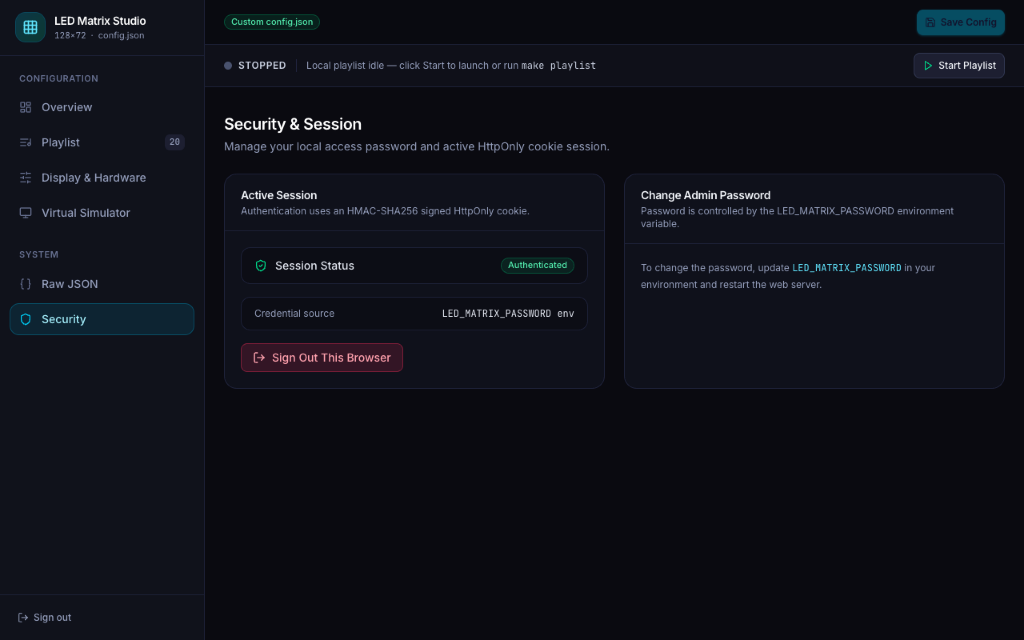 LED Matrix Studio
128×72 · config.json
CONFIGURATION
Overview
Playlist 20
Display & Hardware
Virtual Simulator
SYSTEM
Raw JSON
Security
Sign out
Custom config.json
Save Config
STOPPED Local playlist idle — click Start to launch or run make playlist
Start Playlist
Security & Session
Manage your local access password and active HttpOnly cookie session.
Active Session
Authentication uses an HMAC-SHA256 signed HttpOnly cookie.
Session Status Authenticated
Credential source LED_MATRIX_PASSWORD env
Sign Out This Browser
Change Admin Password
Password is controlled by the LED_MATRIX_PASSWORD environment
variable.
To change the password, update LED_MATRIX_PASSWORD in your
environment and restart the web server.